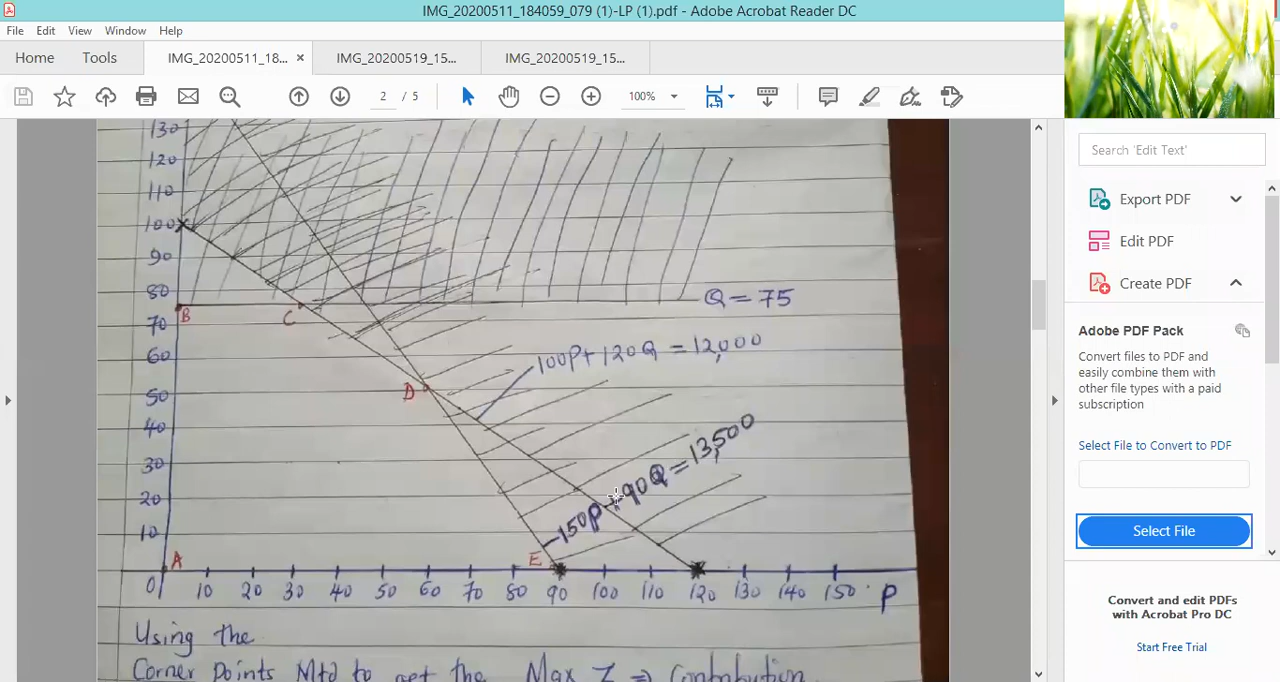 IMG_20200511_184059_079 (1)-LP (1).pdf - Adobe Acrobat Reader DC
File Edit View Window Help
Home Tools IMG_20200511_18... × IMG_20200519_15... IMG_20200519_15...
2 / 5 100%
130
120
110
100
90
80
70
60
50
40
30
20
10
B
C
Q = 75
100P+120Q = 12,000
D
150P+90Q = 13,500
A
E
0 10 20 30 40 50 60 70 80 90 100 110 120 130 140 150 P
Using the
Corner Points Mtd to get the Max Z => Contribution
Search 'Edit Text'
Export PDF
Edit PDF
Create PDF
Adobe PDF Pack
Convert files to PDF and
easily combine them with
other file types with a paid
subscription
Select File to Convert to PDF
Select File
Convert and edit PDFs
with Acrobat Pro DC
Start Free Trial